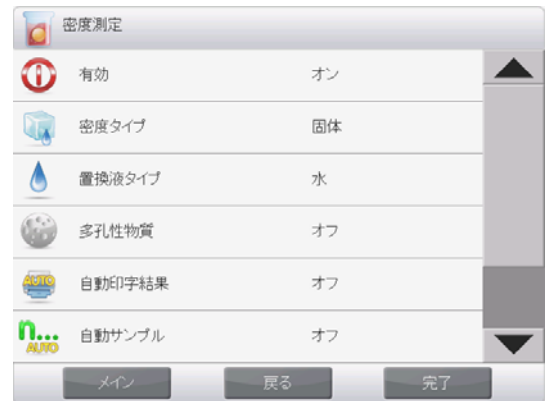 密度測定
有効 オン
密度タイプ 固体
置換液タイプ 水
多孔性物質 オフ
AUTO 自動印字結果 オフ
n... AUTO 自動サンプル オフ
メイン 戻る 完了